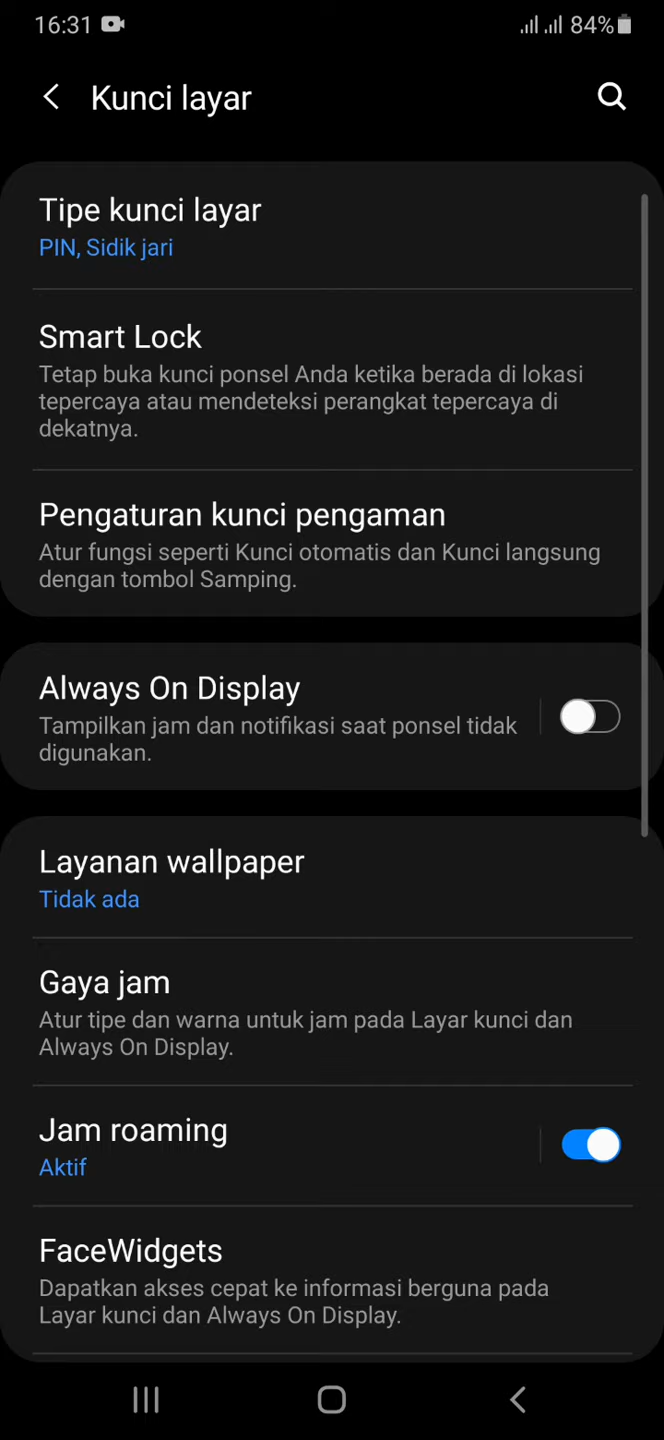 16:31
84%
Kunci layar
Tipe kunci layar
PIN, Sidik jari
Smart Lock
Tetap buka kunci ponsel Anda ketika berada di lokasi
tepercaya atau mendeteksi perangkat tepercaya di
dekatnya.
Pengaturan kunci pengaman
Atur fungsi seperti Kunci otomatis dan Kunci langsung
dengan tombol Samping.
Always On Display
Tampilkan jam dan notifikasi saat ponsel tidak
digunakan.
Layanan wallpaper
Tidak ada
Gaya jam
Atur tipe dan warna untuk jam pada Layar kunci dan
Always On Display.
Jam roaming
Aktif
FaceWidgets
Dapatkan akses cepat ke informasi berguna pada
Layar kunci dan Always On Display.